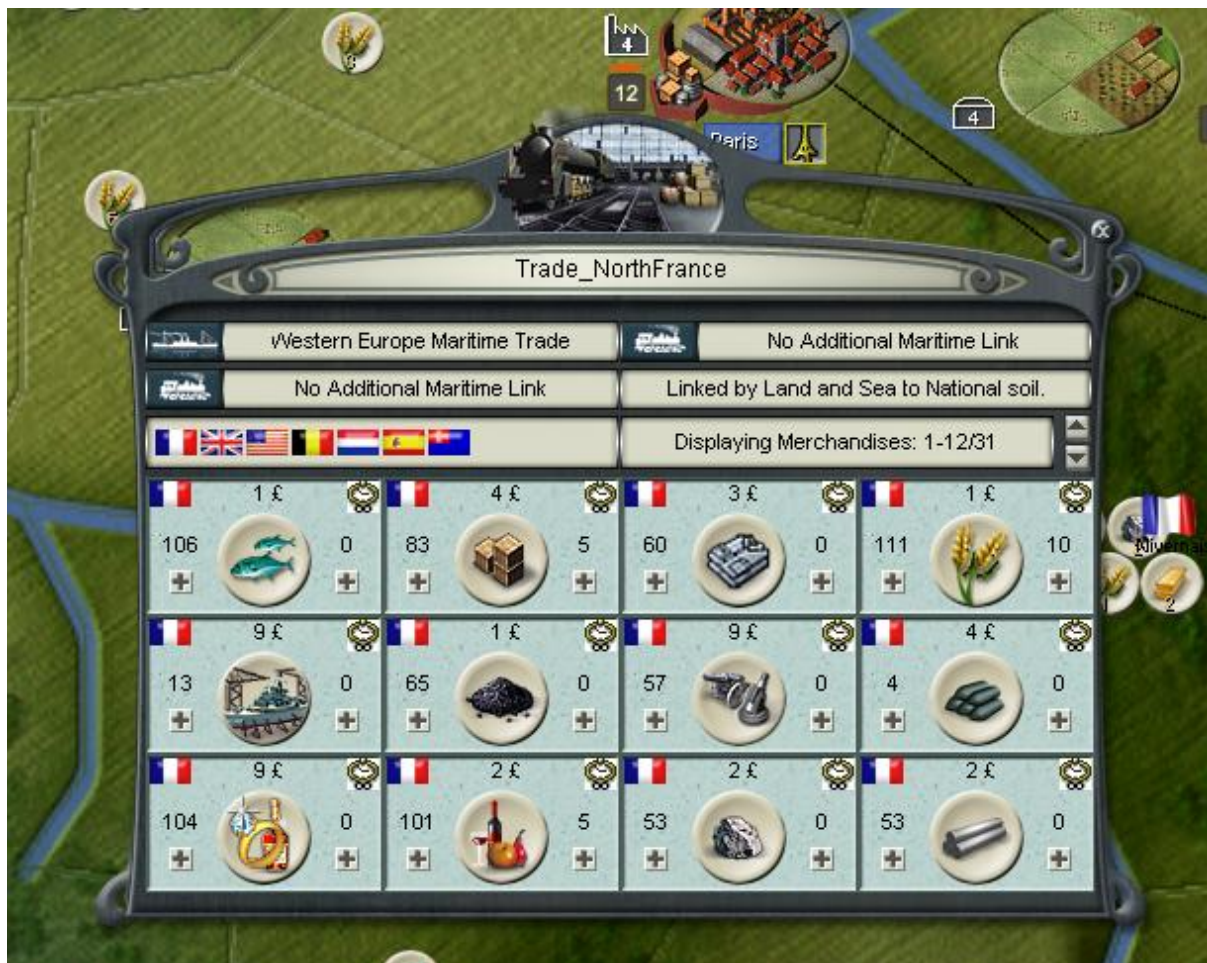 4
12
4
Paris
Trade_NorthFrance
Western Europe Maritime Trade
No Additional Maritime Link
No Additional Maritime Link
Linked by Land and Sea to National soil.
Displaying Merchandises: 1-12/31
1 £ 4 £ 3 £ 1 £
106 0 83 5 60 0 111 10
9 £ 1 £ 9 £ 4 £
13 0 65 0 57 0 4 0
9 £ 2 £ 2 £ 2 £
104 0 101 5 53 0 53 0
Nivernais
2